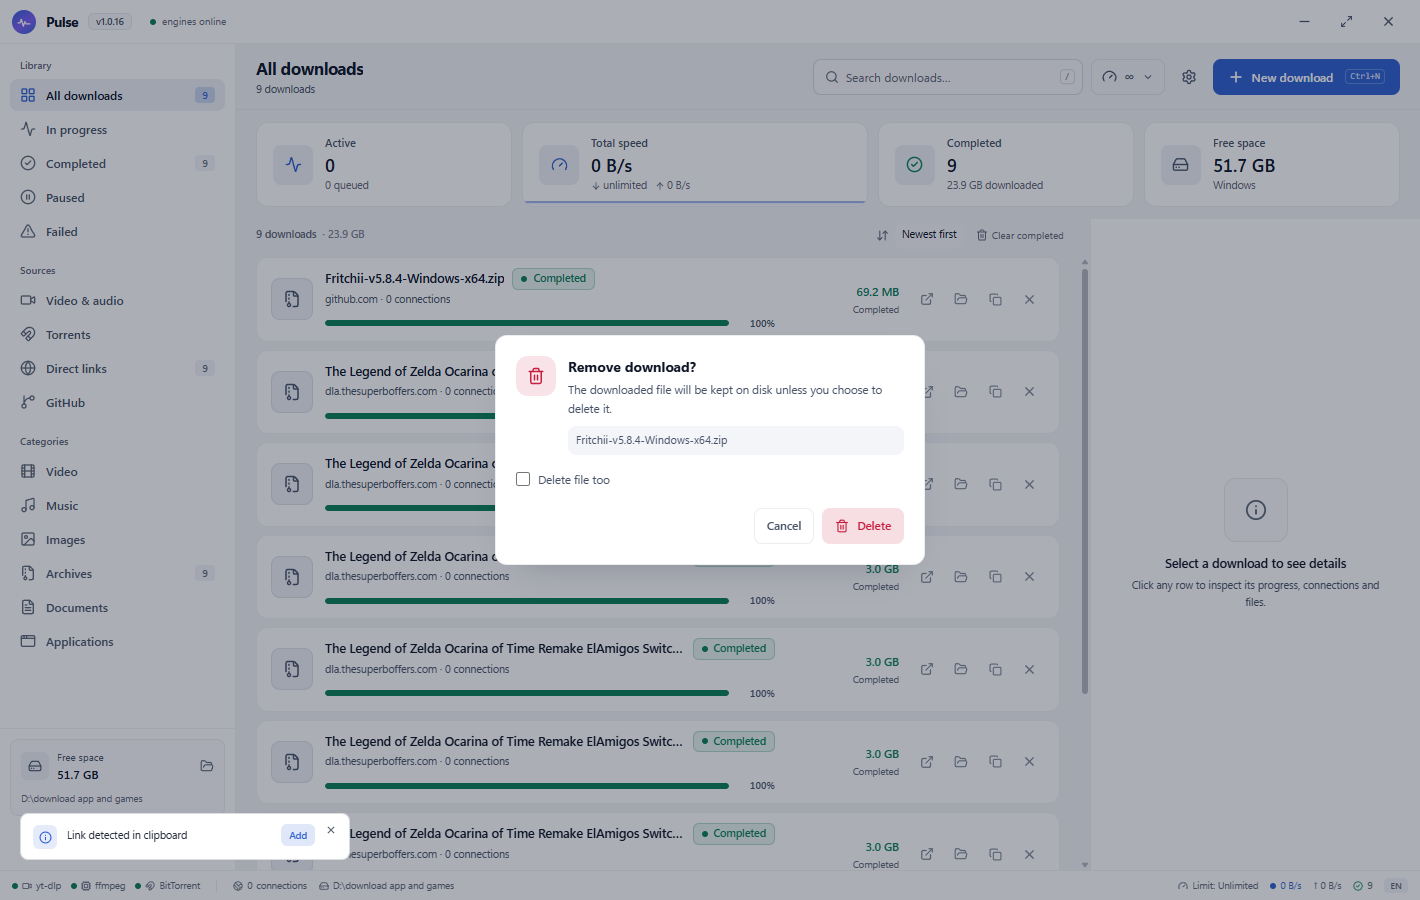 Pulse
v1.0.16
engines online
Library
All downloads
9
In progress
Completed
9
Paused
Failed
Sources
Video & audio
Torrents
Direct links
9
GitHub
Categories
Video
Music
Images
Archives
9
Documents
Applications
Free space
51.7 GB
D:\download app and games
All downloads
9 downloads
Search downloads...
/
∞
New download
Ctrl+N
Active
0
0 queued
Total speed
0 B/s
↓ unlimited ↑ 0 B/s
Completed
9
23.9 GB downloaded
Free space
51.7 GB
Windows
9 downloads · 23.9 GB
Newest first
Clear completed
Fritchii-v5.8.4-Windows-x64.zip
Completed
github.com · 0 connections
100%
69.2 MB
Completed
The Legend of Zelda Ocarina
dla.thesuperboffers.com · 0
The Legend of Zelda Ocarina
dla.thesuperboffers.com · 0
The Legend of Zelda Ocarina
dla.thesuperboffers.com · 0 connections
100%
3.0 GB
Completed
The Legend of Zelda Ocarina of Time Remake ElAmigos Switc...
Completed
dla.thesuperboffers.com · 0 connections
100%
3.0 GB
Completed
The Legend of Zelda Ocarina of Time Remake ElAmigos Switc...
Completed
dla.thesuperboffers.com · 0 connections
100%
3.0 GB
Completed
Legend of Zelda Ocarina of Time Remake ElAmigos Switc...
Completed
thesuperboffers.com · 0 connections
3.0 GB
Completed
Remove download?
The downloaded file will be kept on disk unless you choose to
delete it.
Fritchii-v5.8.4-Windows-x64.zip
Delete file too
Cancel
Delete
Select a download to see details
Click any row to inspect its progress, connections and
files.
Link detected in clipboard
Add
yt-dlp
ffmpeg
BitTorrent
0 connections
D:\download app and games
Limit: Unlimited
0 B/s
↑ 0 B/s
9
EN